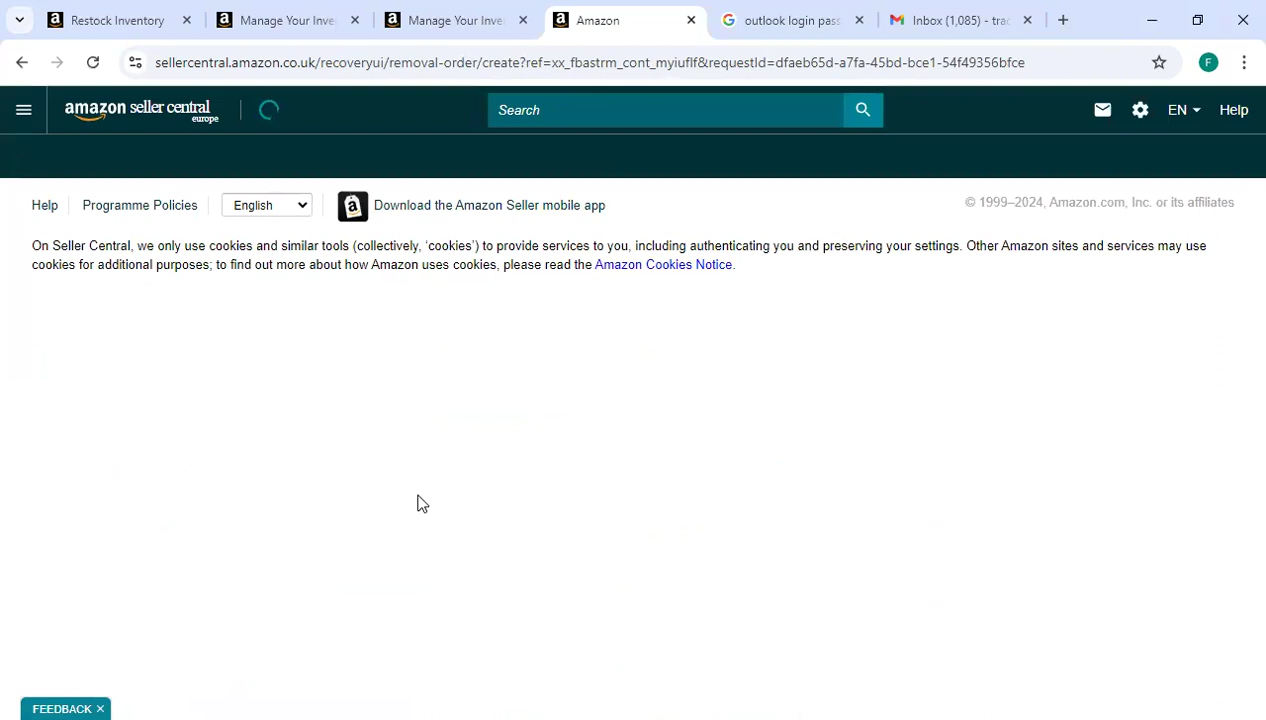 Restock Inventory
Manage Your Inve
Manage Your Inve
Amazon
outlook login pas
Inbox (1,085) - trac
sellercentral.amazon.co.uk/recoveryui/removal-order/create?ref=xx_fbastrm_cont_myiuflf&requestId=dfaeb65d-a7fa-45bd-bce1-54f49356bfce
F
amazon seller central
europe
Search
EN
Help
Help
Programme Policies
English
Download the Amazon Seller mobile app
© 1999–2024, Amazon.com, Inc. or its affiliates
On Seller Central, we only use cookies and similar tools (collectively, ‘cookies’) to provide services to you, including authenticating you and preserving your settings. Other Amazon sites and services may use
cookies for additional purposes; to find out more about how Amazon uses cookies, please read the Amazon Cookies Notice.
FEEDBACK